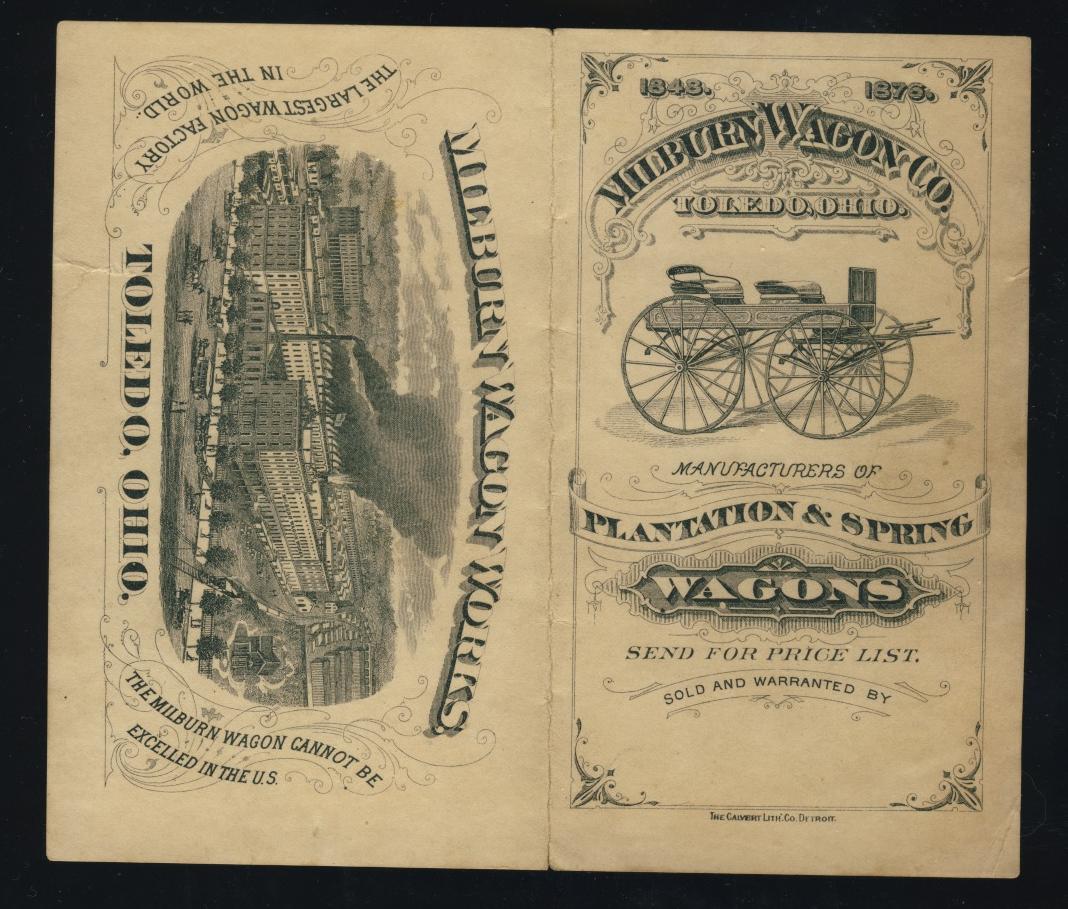 THE LARGEST WAGON FACTORY
IN THE WORLD.
MILBURN WAGON WORKS
TOLEDO, OHIO.
THE MILBURN WAGON CANNOT BE
EXCELLED IN THE U.S.
1848. 1876.
MILBURN WAGON CO.
TOLEDO, OHIO.
MANUFACTURERS OF
PLANTATION & SPRING
WAGONS
SEND FOR PRICE LIST.
SOLD AND WARRANTED BY
THE CALVERT LITH. CO. DETROIT.